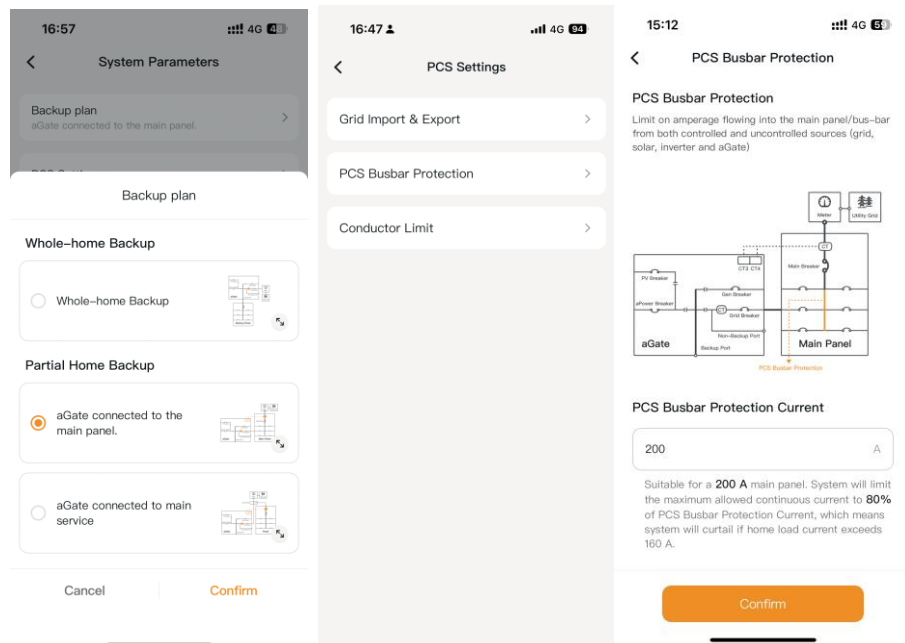 16:57
4G 43
System Parameters
Backup plan
aGate connected to the main panel.
Backup plan
Whole-home Backup
Whole-home Backup
Partial Home Backup
aGate connected to the
main panel.
aGate connected to main
service
Cancel
Confirm
16:47
4G 94
PCS Settings
Grid Import & Export
PCS Busbar Protection
Conductor Limit
15:12
4G 59
PCS Busbar Protection
PCS Busbar Protection
Limit on amperage flowing into the main panel/bus-bar
from both controlled and uncontrolled sources (grid,
solar, inverter and aGate)
Meter
Utility Grid
CT
CT3 CT4
Main Breaker
PV Breaker
Gen Breaker
aPower Breaker
CT
Grid Breaker
Non-Backup Port
aGate
Backup Port
Main Panel
PCS Busbar Protection
PCS Busbar Protection Current
200
A
Suitable for a 200 A main panel. System will limit
the maximum allowed continuous current to 80%
of PCS Busbar Protection Current, which means
system will curtail if home load current exceeds
160 A.
Confirm